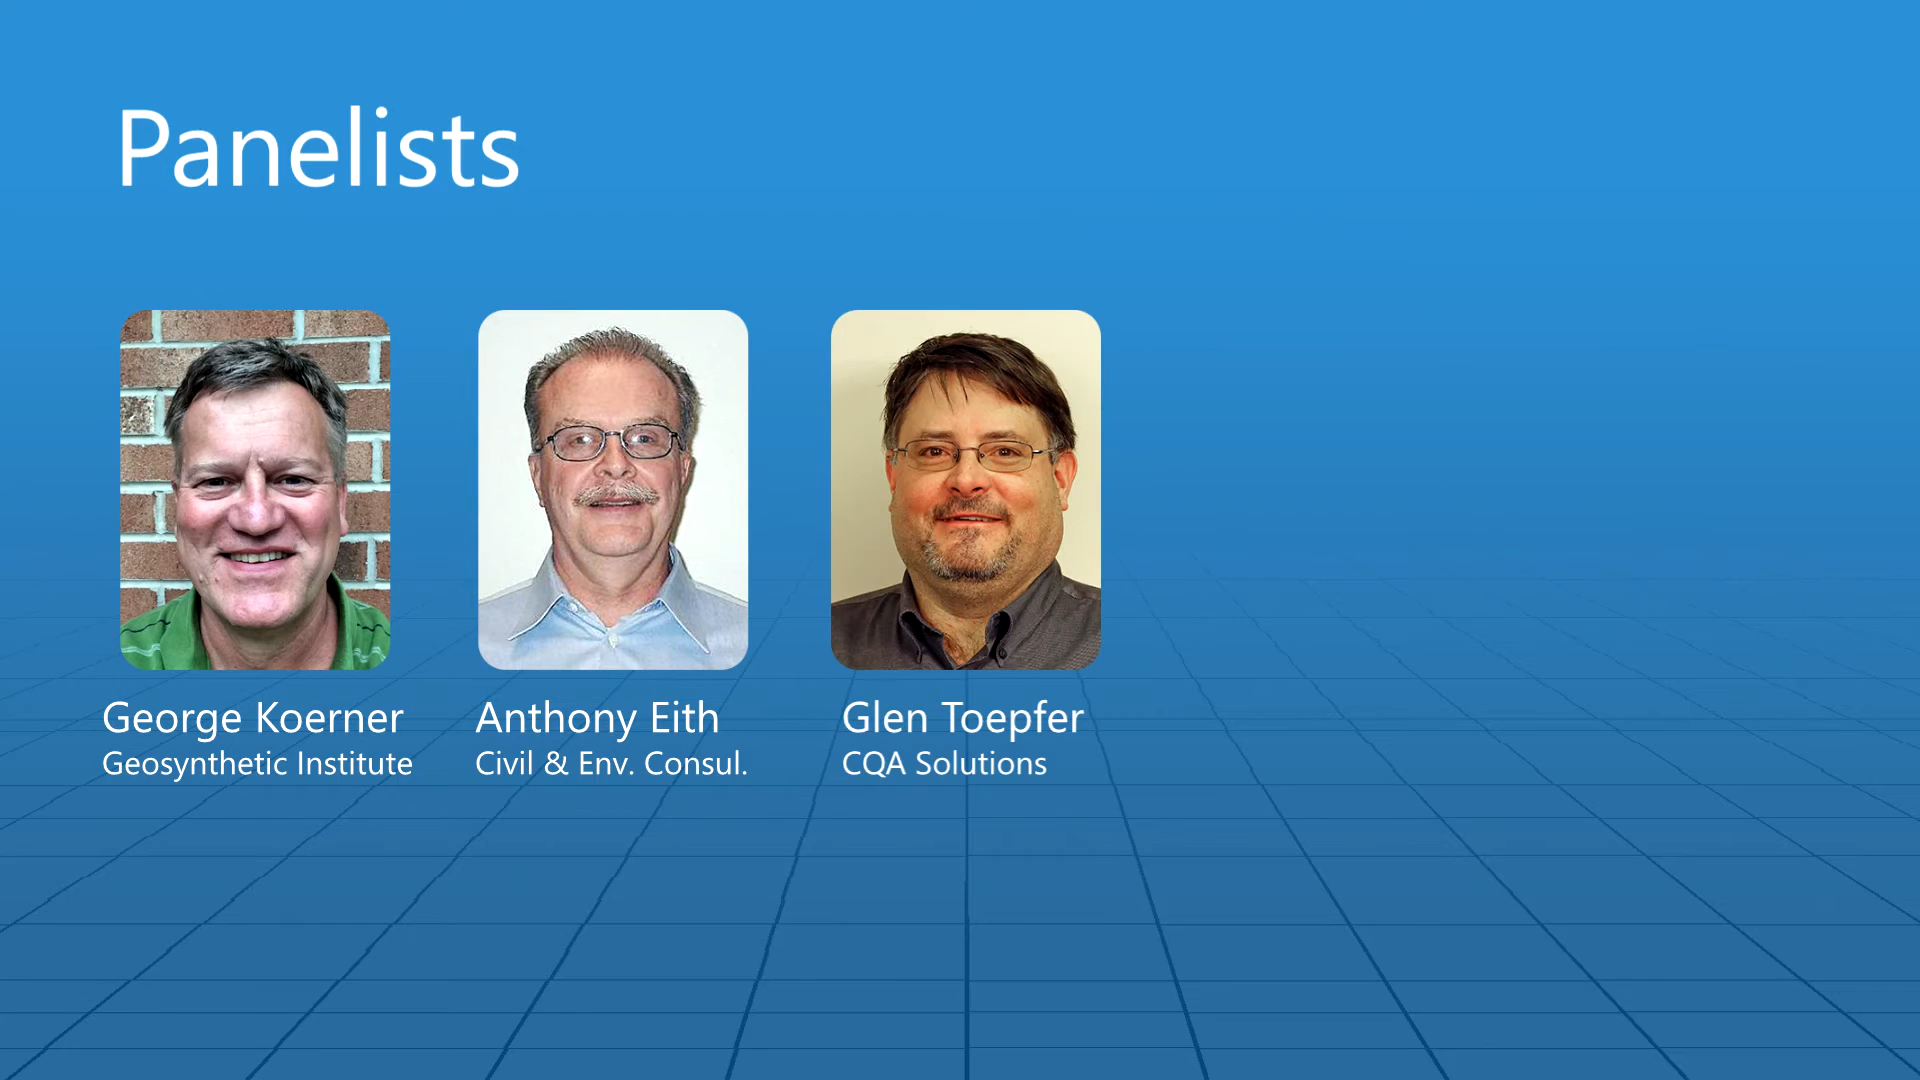 Panelists
George Koerner
Geosynthetic Institute
Anthony Eith
Civil & Env. Consul.
Glen Toepfer
CQA Solutions